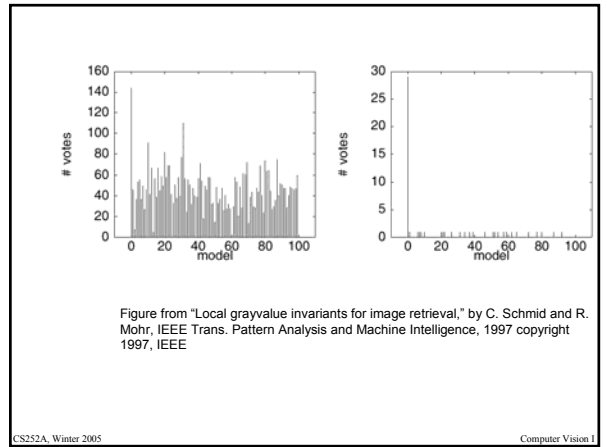 160
140
120
100
80
60
40
20
0
# votes
0 20 40 60 80 100
model
30
25
20
15
10
5
0
# votes
0 20 40 60 80 100
model
Figure from “Local grayvalue invariants for image retrieval,” by C. Schmid and R.
Mohr, IEEE Trans. Pattern Analysis and Machine Intelligence, 1997 copyright
1997, IEEE
CS252A, Winter 2005 Computer Vision I